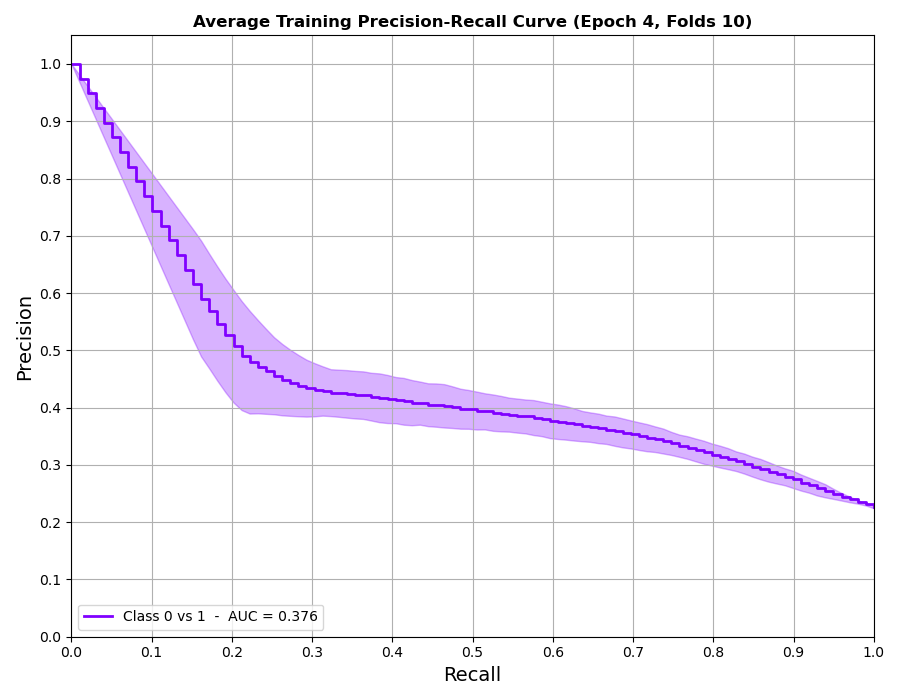 Average Training Precision-Recall Curve (Epoch 4, Folds 10)
Precision
1.0
0.9
0.8
0.7
0.6
0.5
0.4
0.3
0.2
0.1
0.0
Class 0 vs 1 - AUC = 0.376
0.0 0.1 0.2 0.3 0.4 0.5 0.6 0.7 0.8 0.9 1.0
Recall